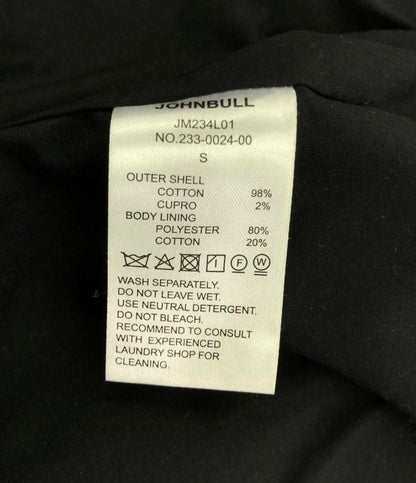 JOHNBULL
JM234L01
NO.233-0024-00
S
OUTER SHELL
COTTON 98%
CUPRO 2%
BODY LINING
POLYESTER 80%
COTTON 20%
F W
WASH SEPARATELY.
DO NOT LEAVE WET.
USE NEUTRAL DETERGENT.
DO NOT BLEACH.
RECOMMEND TO CONSULT
WITH EXPERIENCED
LAUNDRY SHOP FOR
CLEANING.